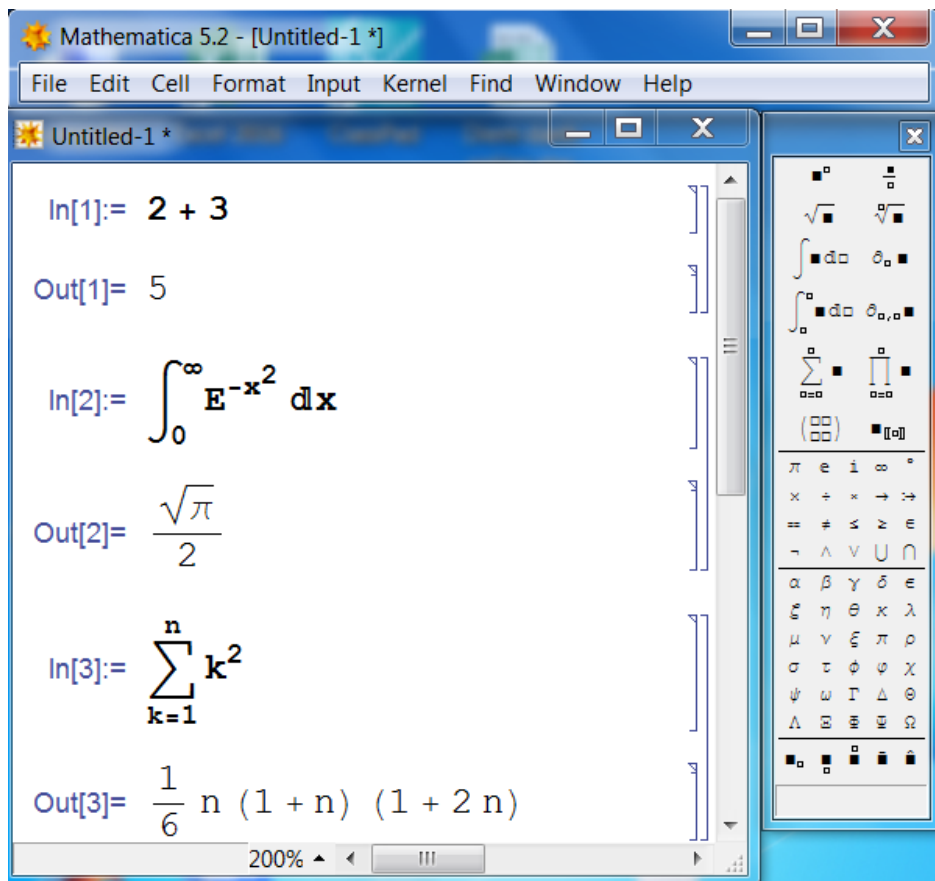 Mathematica 5.2 - [Untitled-1 *]
File Edit Cell Format Input Kernel Find Window Help
Untitled-1 *
In[1]:= 2 + 3
Out[1]= 5
In[2]:= ∫₀^∞ E^(-x²) ⅆx
Out[2]= √π / 2
In[3]:= ∑_(k=1)^n k²
Out[3]= 1/6 n (1 + n) (1 + 2 n)
200%
■^□ ■/□
√■ □√■
∫■ⅆ□ ∂_□ ■
∫_□^□ ■ⅆ□ ∂_(□,□) ■
∑_(□=□)^□ ■ ∏_(□=□)^□ ■
(□□ □□) ■〚□〛
π e i ∞ °
× ÷ × → :→
== ≠ ≤ ≥ ∈
¬ ∧ ∨ ∪ ∩
α β γ δ ϵ
ζ η θ κ λ
μ ν ξ π ρ
σ τ ϕ φ χ
ψ ω Γ Δ Θ
Λ Ξ Φ Ψ Ω